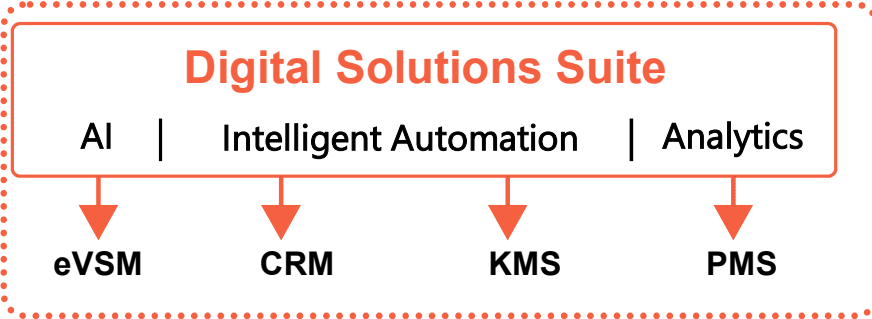 Digital Solutions Suite
AI | Intelligent Automation | Analytics
eVSM CRM KMS PMS